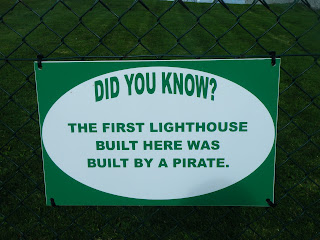 DID YOU KNOW?
THE FIRST LIGHTHOUSE
BUILT HERE WAS
BUILT BY A PIRATE.